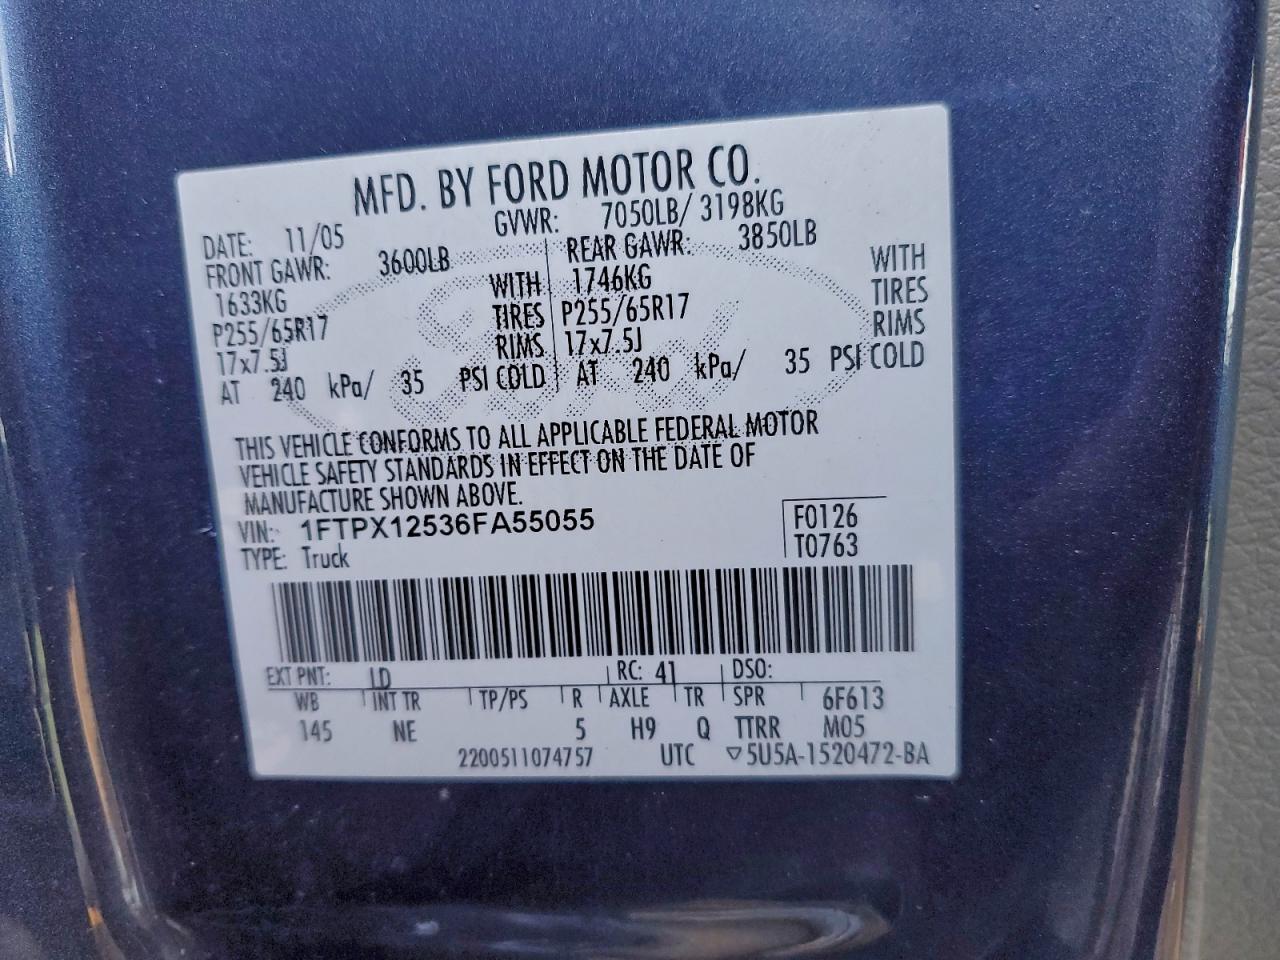 MFD. BY FORD MOTOR CO.
DATE: 11/05 GVWR: 7050LB/ 3198KG
FRONT GAWR: 3600LB REAR GAWR: 3850LB
1633KG WITH 1746KG WITH
P255/65R17 TIRES P255/65R17 TIRES
17x7.5J RIMS 17x7.5J RIMS
AT 240 kPa/ 35 PSI COLD AT 240 kPa/ 35 PSI COLD
THIS VEHICLE CONFORMS TO ALL APPLICABLE FEDERAL MOTOR
VEHICLE SAFETY STANDARDS IN EFFECT ON THE DATE OF
MANUFACTURE SHOWN ABOVE.
VIN: 1FTPX12536FA55055 F0126
TYPE: Truck T0763
EXT PNT: LD RC: 41 DSO:
WB INT TR TP/PS R AXLE TR SPR 6F613
145 NE 5 H9 Q TTRR M05
2200511074757 UTC ▽5U5A-1520472-BA